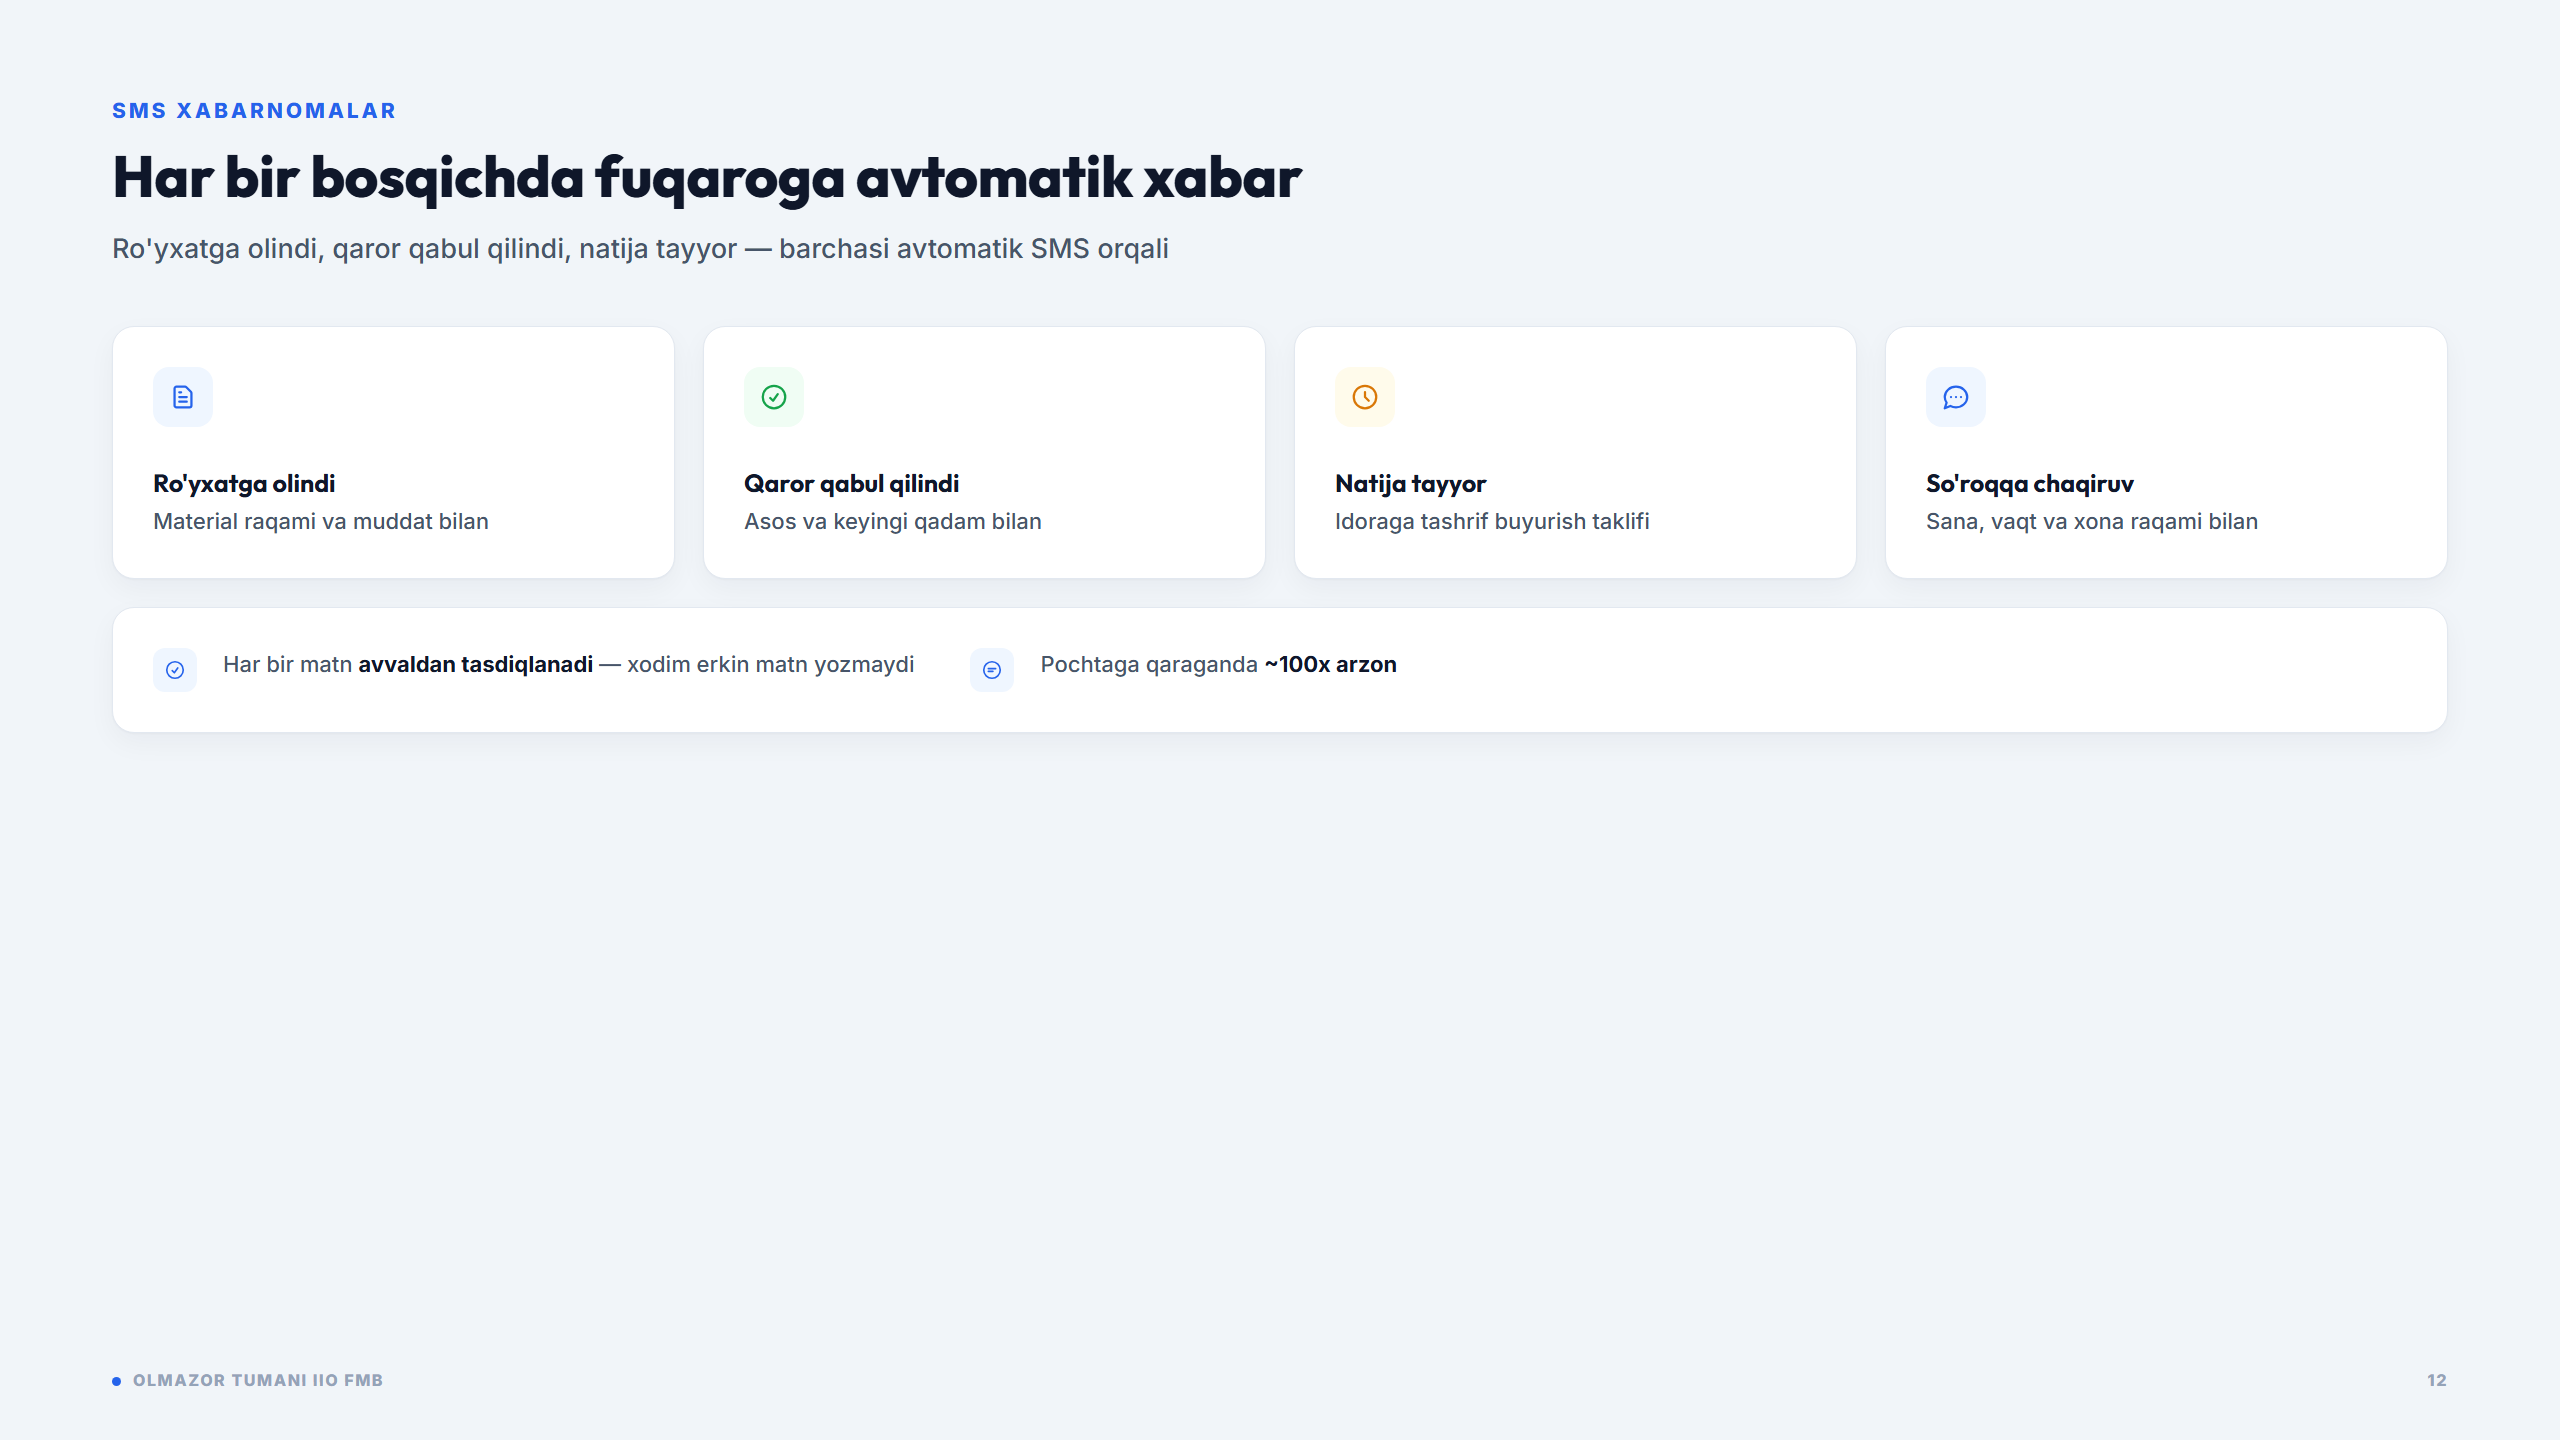 SMS XABARNOMALAR
Har bir bosqichda fuqaroga avtomatik xabar
Ro'yxatga olindi, qaror qabul qilindi, natija tayyor — barchasi avtomatik SMS orqali
Ro'yxatga olindi
Material raqami va muddat bilan
Qaror qabul qilindi
Asos va keyingi qadam bilan
Natija tayyor
Idoraga tashrif buyurish taklifi
So'roqqa chaqiruv
Sana, vaqt va xona raqami bilan
Har bir matn avvaldan tasdiqlanadi — xodim erkin matn yozmaydi
Pochtaga qaraganda ~100x arzon
OLMAZOR TUMANI IIO FMB
12